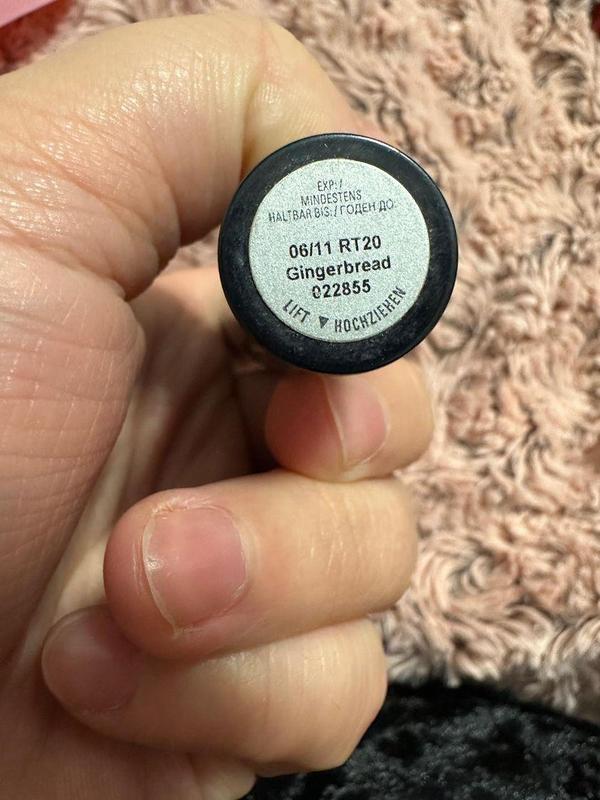 EXP: /
MINDESTENS
HALTBAR BIS: / ГОДЕН ДО:
06/11 RT20
Gingerbread
022855
LIFT ▼ HOCHZIEHEN